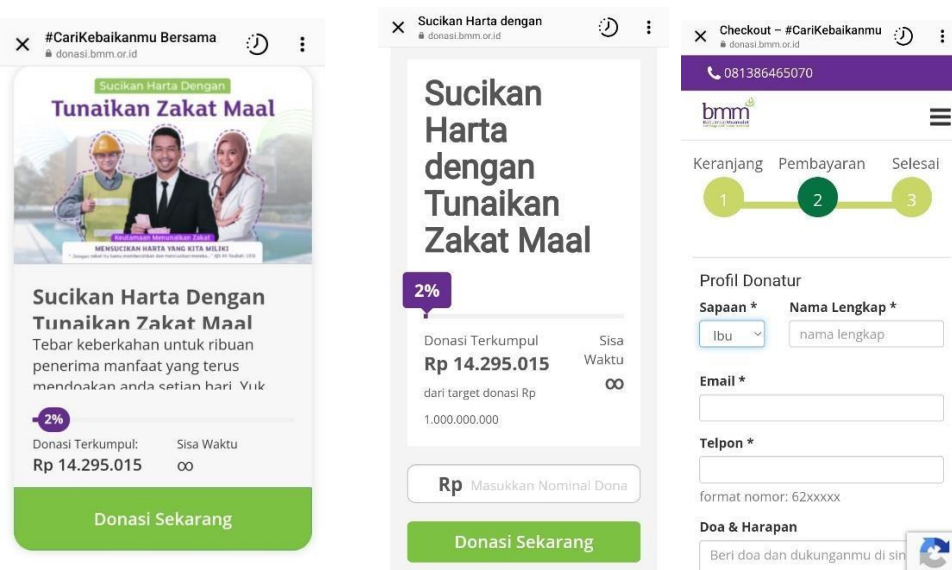 #CariKebaikanmu Bersama
donasi.bmm.or.id
Sucikan Harta Dengan
Tunaikan Zakat Maal
Keutamaan Menunaikan Zakat
MENSUCIKAN HARTA YANG KITA MILIKI
Sucikan Harta Dengan
Tunaikan Zakat Maal
Tebar keberkahan untuk ribuan
penerima manfaat yang terus
mendoakan anda setiap hari. Yuk
2%
Donasi Terkumpul:
Sisa Waktu
Rp 14.295.015
∞
Donasi Sekarang
Sucikan Harta dengan
donasi.bmm.or.id
Sucikan
Harta
dengan
Tunaikan
Zakat Maal
2%
Donasi Terkumpul
Sisa
Waktu
Rp 14.295.015
∞
dari target donasi Rp
1.000.000.000
Rp Masukkan Nominal Dona
Donasi Sekarang
Checkout – #CariKebaikanmu
donasi.bmm.or.id
081386465070
bmm
Keranjang Pembayaran Selesai
1 2 3
Profil Donatur
Sapaan * Nama Lengkap *
Ibu nama lengkap
Email *
Telpon *
format nomor: 62xxxxx
Doa & Harapan
Beri doa dan dukunganmu di sin